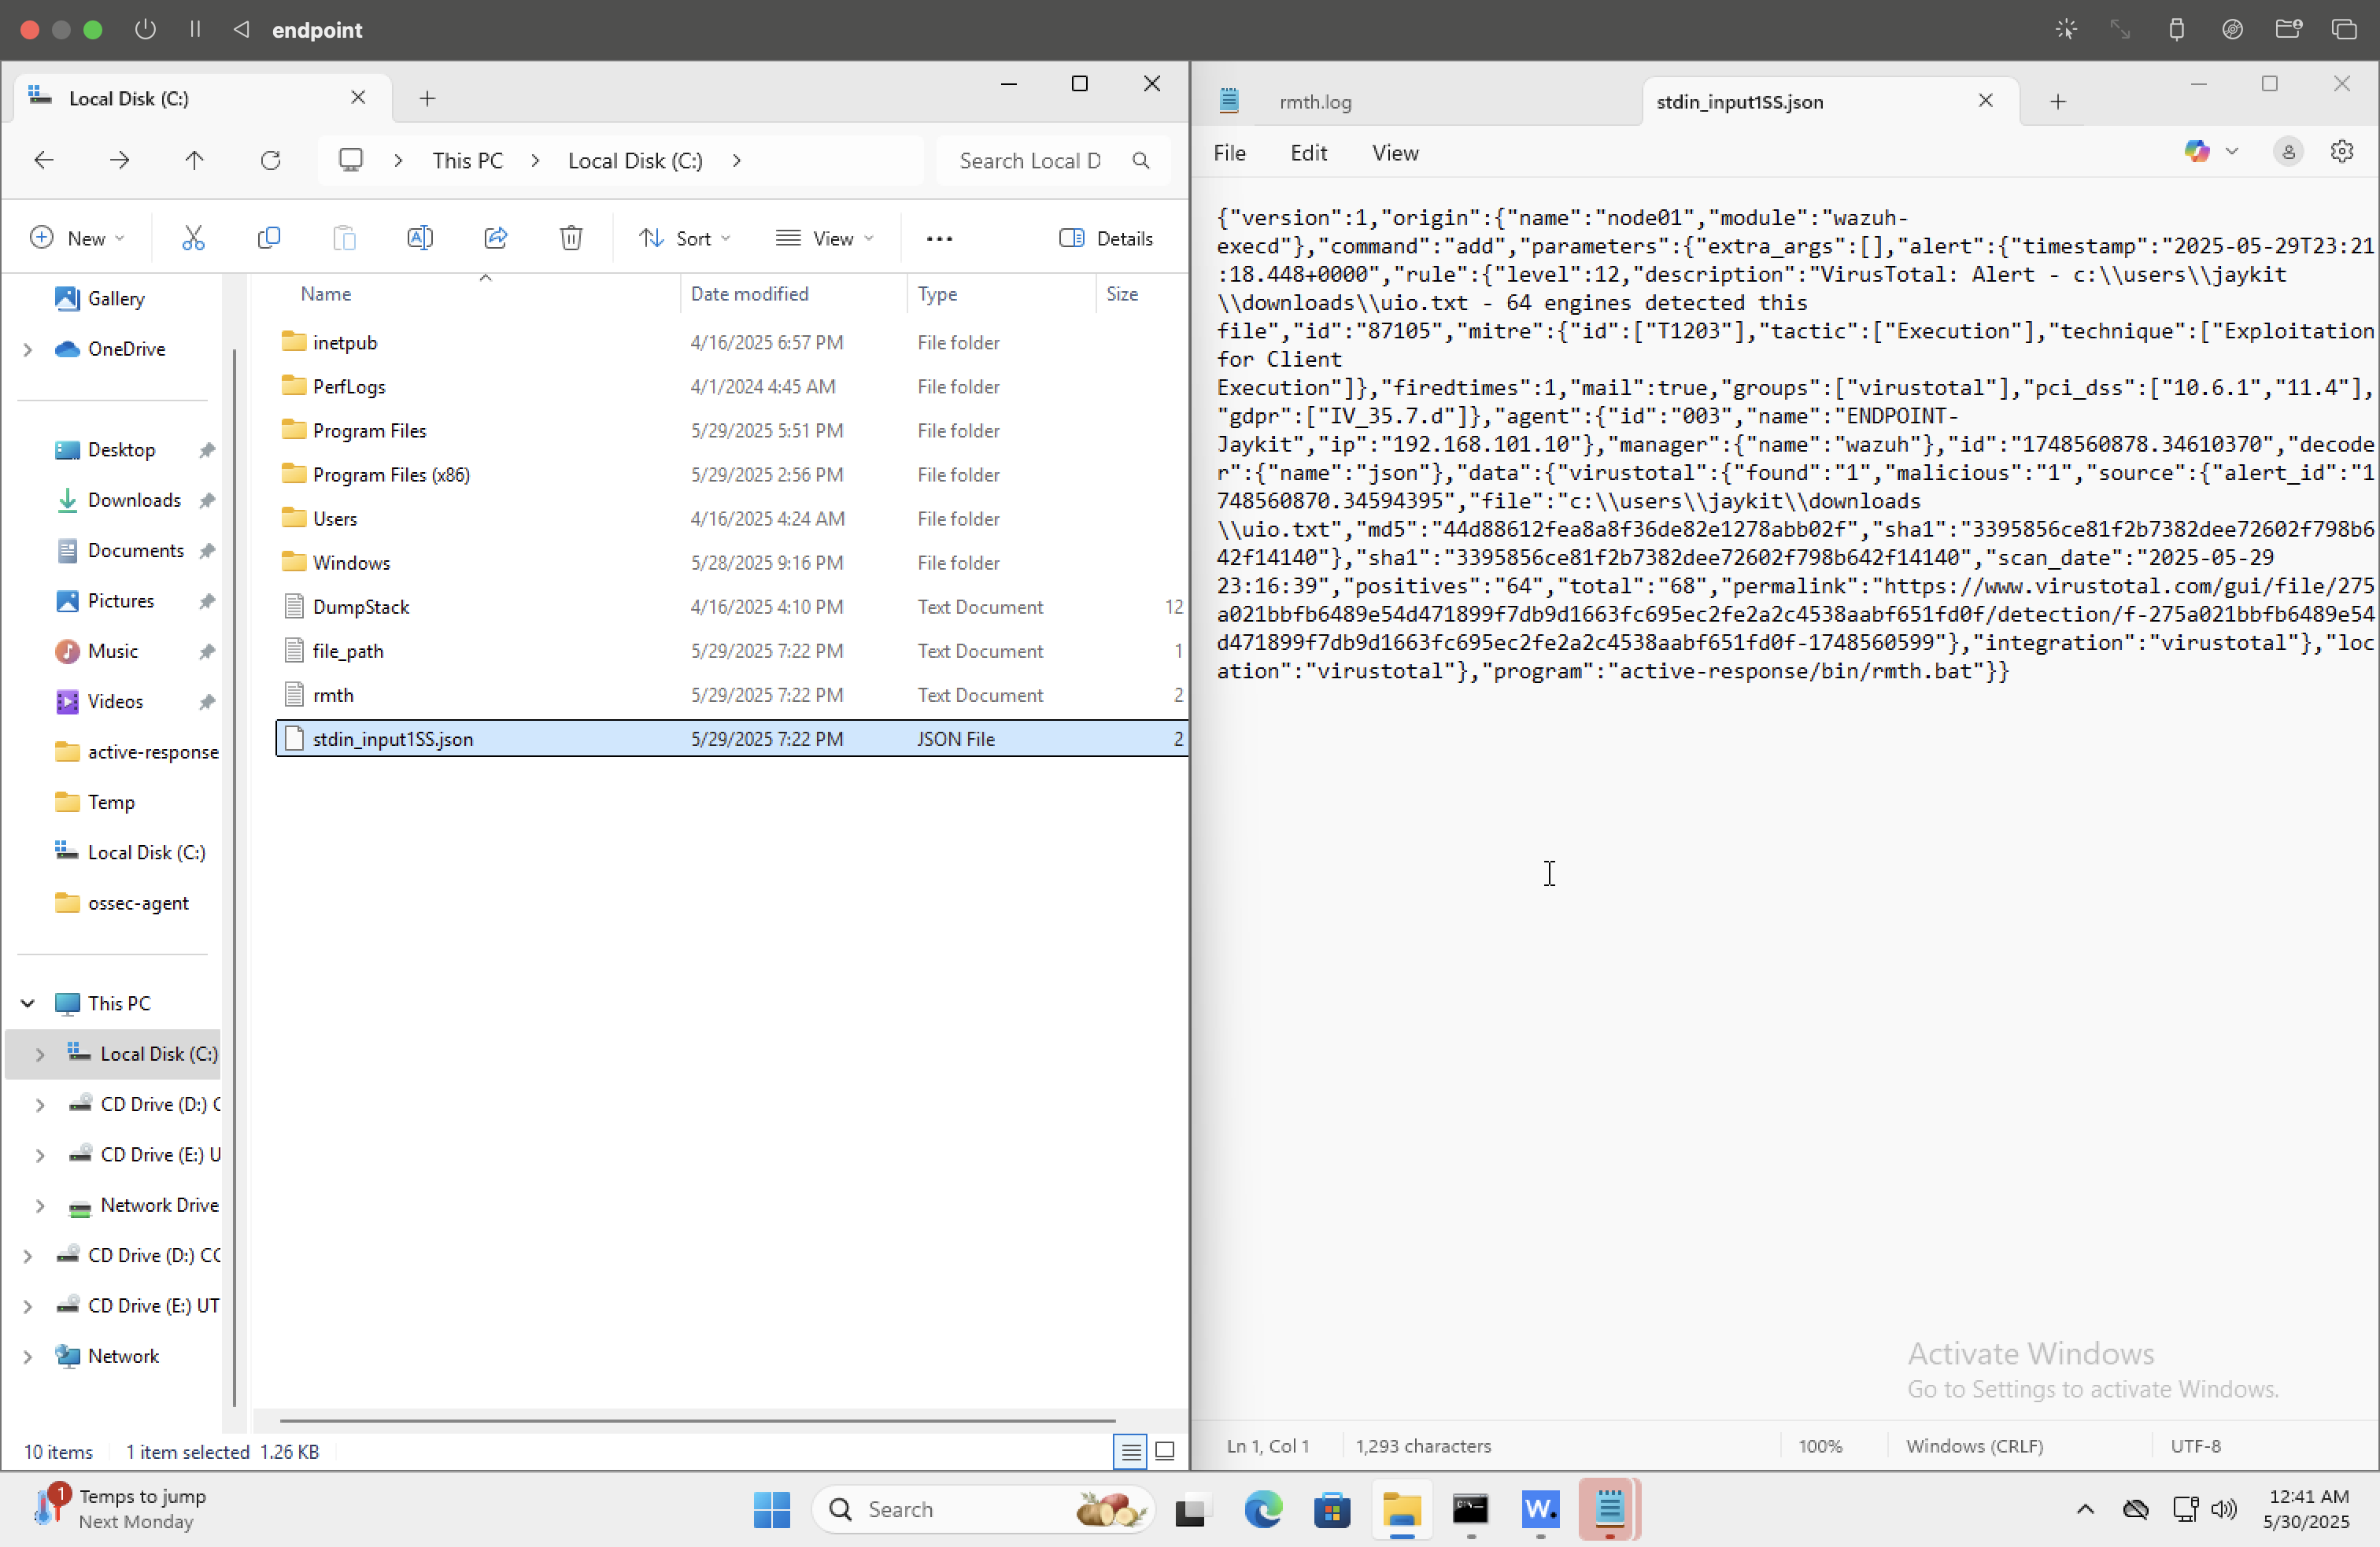 endpoint
Local Disk (C:)
This PC
Local Disk (C:)
Search Local D
New
Sort
View
Details
Name
Date modified
Type
Size
Gallery
OneDrive
Desktop
Downloads
Documents
Pictures
Music
Videos
active-response
Temp
Local Disk (C:)
ossec-agent
This PC
Local Disk (C:)
CD Drive (D:) C
CD Drive (E:) U
Network Drive
CD Drive (D:) CC
CD Drive (E:) UT
Network
inetpub 4/16/2025 6:57 PM File folder
PerfLogs 4/1/2024 4:45 AM File folder
Program Files 5/29/2025 5:51 PM File folder
Program Files (x86) 5/29/2025 2:56 PM File folder
Users 4/16/2025 4:24 AM File folder
Windows 5/28/2025 9:16 PM File folder
DumpStack 4/16/2025 4:10 PM Text Document 12
file_path 5/29/2025 7:22 PM Text Document 1
rmth 5/29/2025 7:22 PM Text Document 2
stdin_input1SS.json 5/29/2025 7:22 PM JSON File 2
10 items 1 item selected 1.26 KB
rmth.log
stdin_input1SS.json
File Edit View
{"version":1,"origin":{"name":"node01","module":"wazuh-
execd"},"command":"add","parameters":{"extra_args":[],"alert":{"timestamp":"2025-05-29T23:21
:18.448+0000","rule":{"level":12,"description":"VirusTotal: Alert - c:\\users\\jaykit
\\downloads\\uio.txt - 64 engines detected this
file","id":"87105","mitre":{"id":["T1203"],"tactic":["Execution"],"technique":["Exploitation
for Client
Execution"]},"firedtimes":1,"mail":true,"groups":["virustotal"],"pci_dss":["10.6.1","11.4"],
"gdpr":["IV_35.7.d"]},"agent":{"id":"003","name":"ENDPOINT-
Jaykit","ip":"192.168.101.10"},"manager":{"name":"wazuh"},"id":"1748560878.34610370","decode
r":{"name":"json"},"data":{"virustotal":{"found":"1","malicious":"1","source":{"alert_id":"1
748560870.34594395","file":"c:\\users\\jaykit\\downloads
\\uio.txt","md5":"44d88612fea8a8f36de82e1278abb02f","sha1":"3395856ce81f2b7382dee72602f798b6
42f14140"},"sha1":"3395856ce81f2b7382dee72602f798b642f14140","scan_date":"2025-05-29
23:16:39","positives":"64","total":"68","permalink":"https://www.virustotal.com/gui/file/275
a021bbfb6489e54d471899f7db9d1663fc695ec2fe2a2c4538aabf651fd0f/detection/f-275a021bbfb6489e54
d471899f7db9d1663fc695ec2fe2a2c4538aabf651fd0f-1748560599"},"integration":"virustotal"},"loc
ation":"virustotal"},"program":"active-response/bin/rmth.bat"}}
Activate Windows
Go to Settings to activate Windows.
Ln 1, Col 1 1,293 characters 100% Windows (CRLF) UTF-8
1
Temps to jump
Next Monday
Search
W.
12:41 AM
5/30/2025